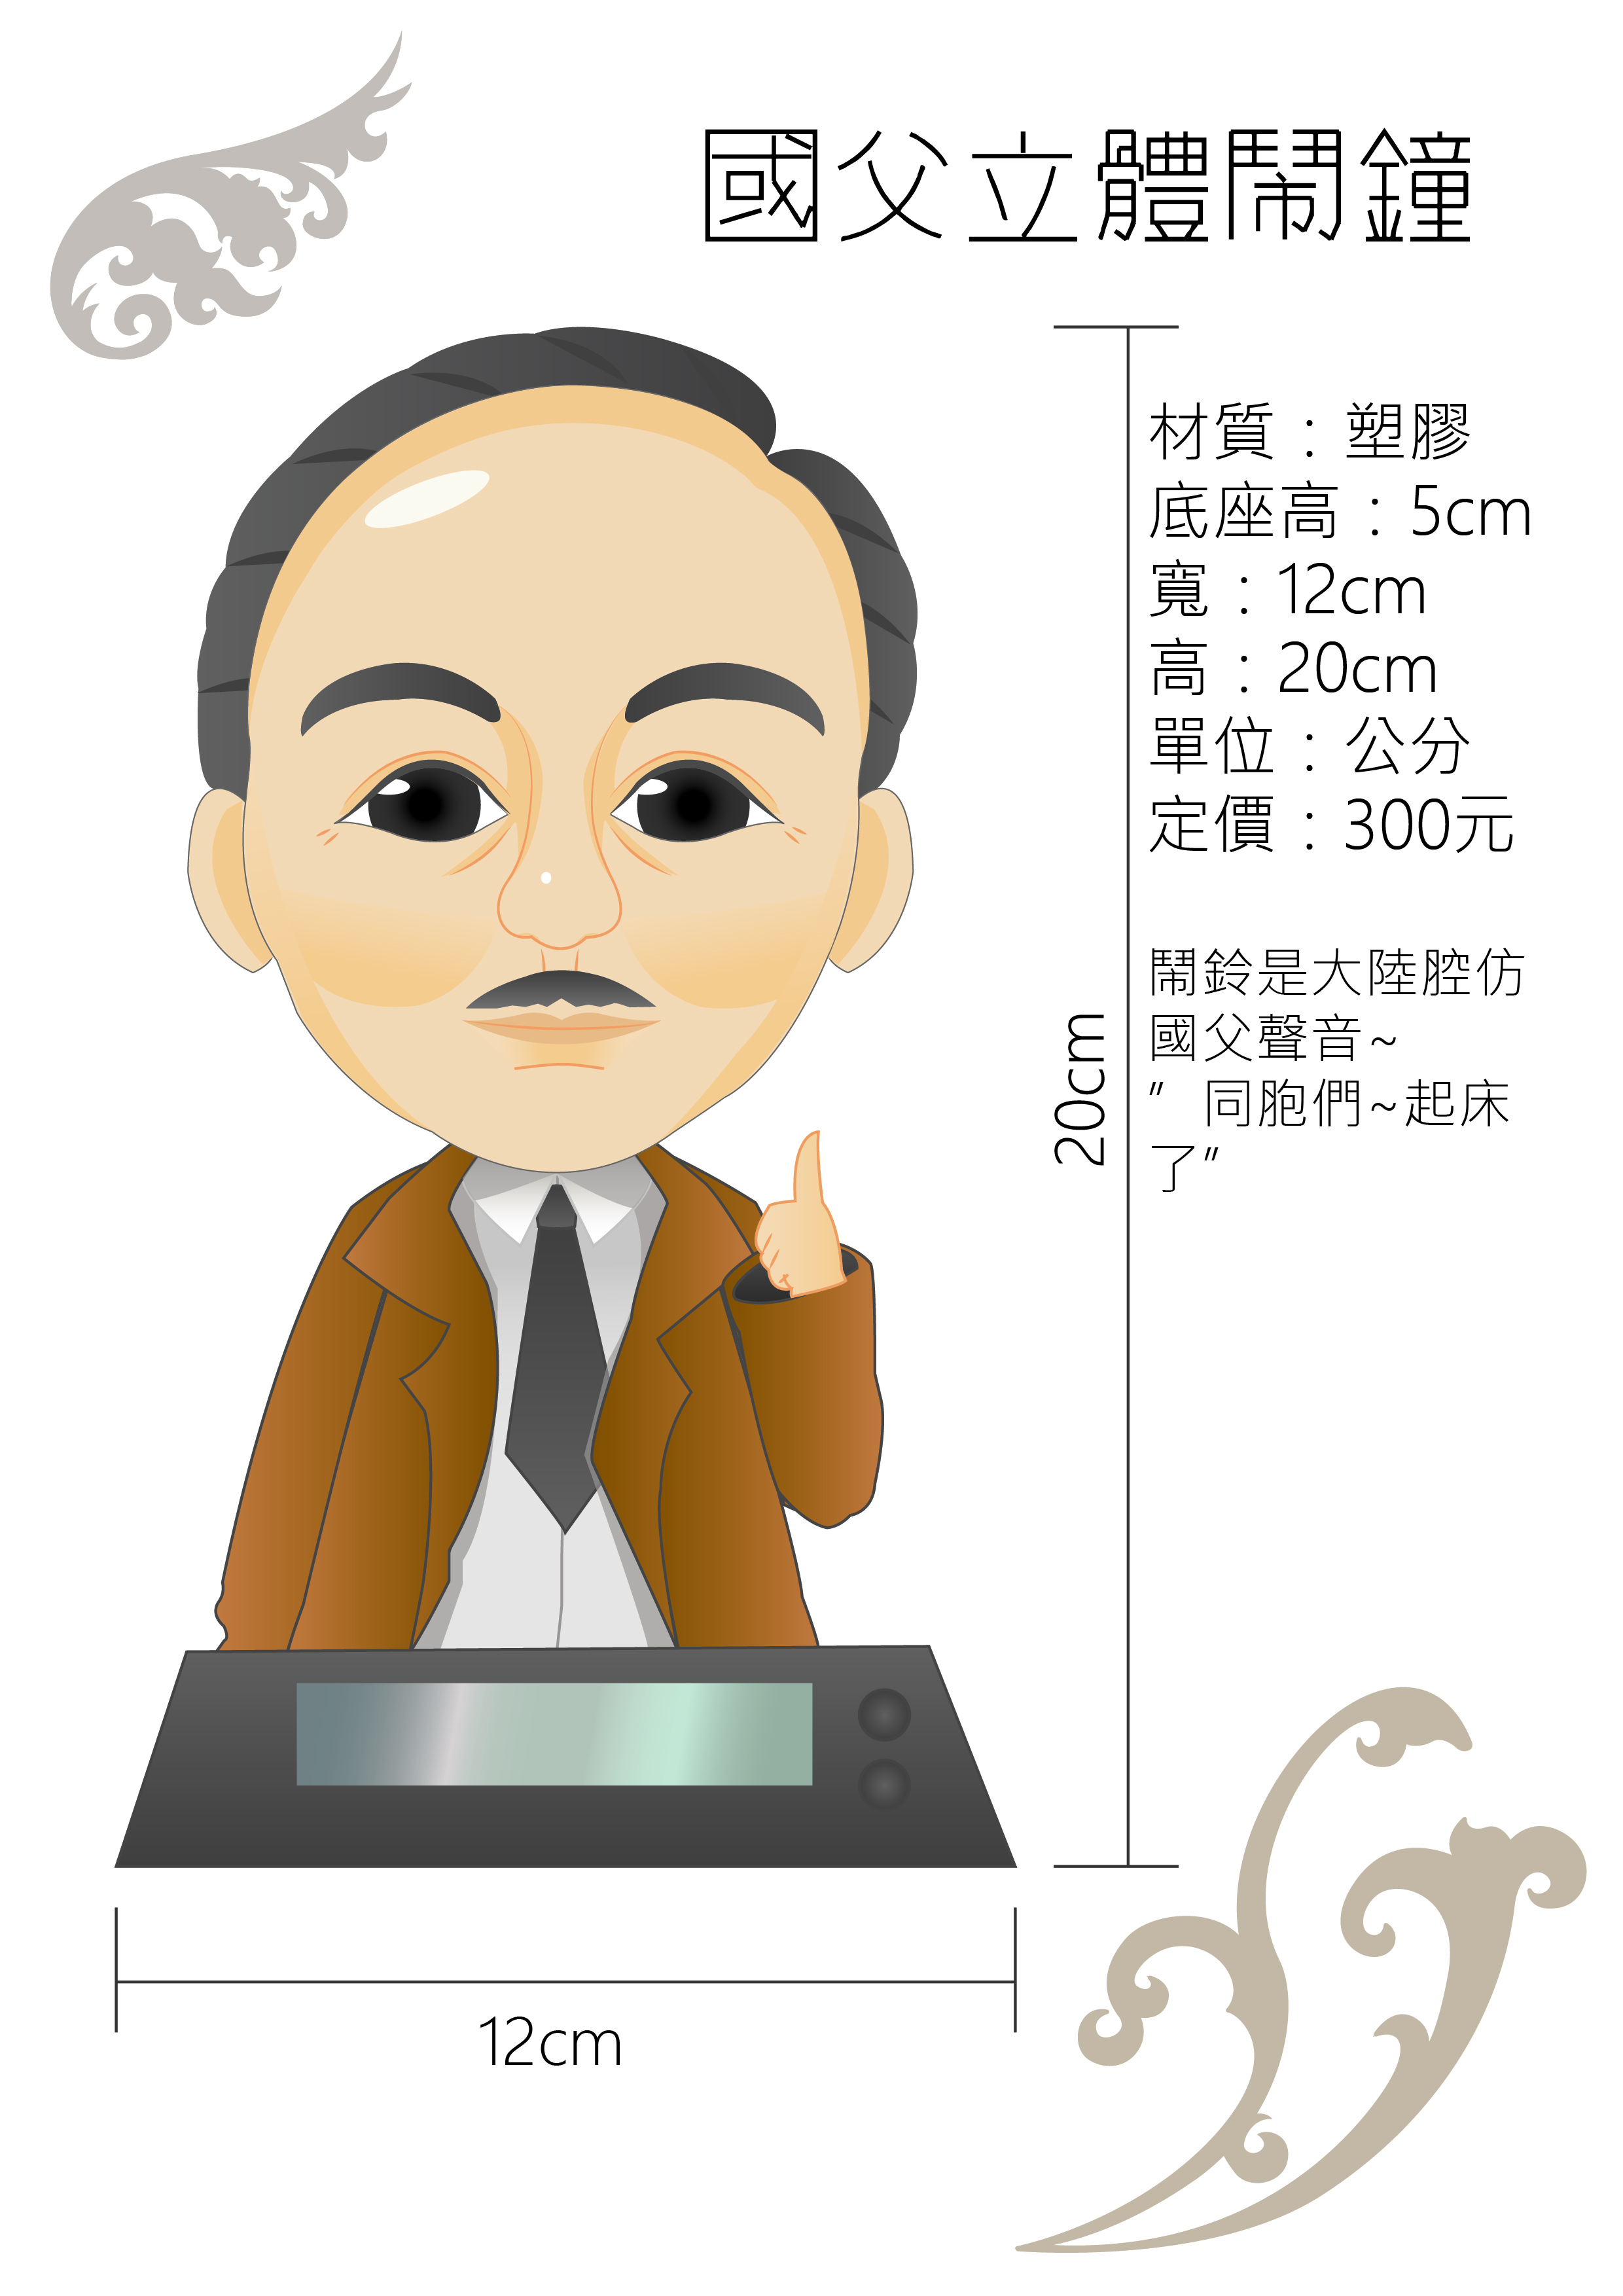 國父立體鬧鐘
材質：塑膠
底座高：5cm
寬：12cm
高：20cm
單位：公分
定價：300元
鬧鈴是大陸腔仿
國父聲音~
”同胞們~起床
了”
20cm
12cm